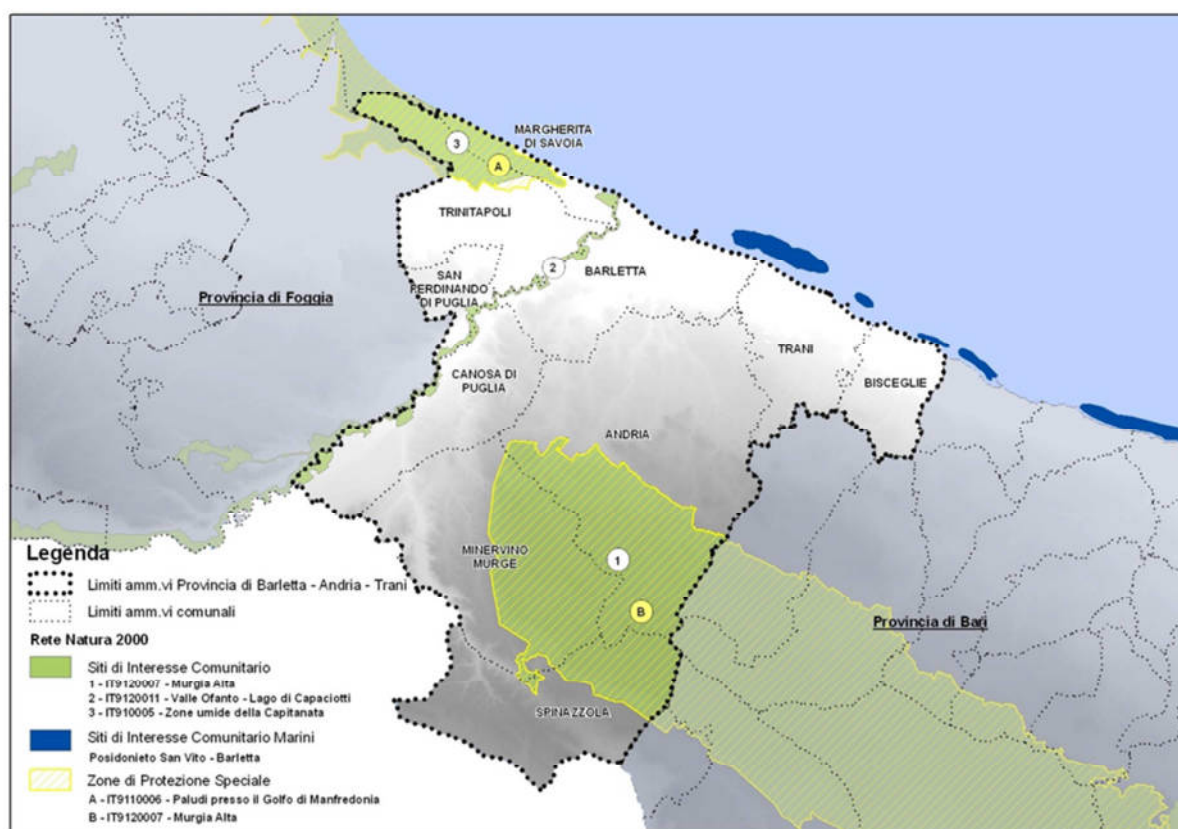 MARGHERITA
DI SAVOIA
3
A
TRINITAPOLI
2
BARLETTA
SAN
FERDINANDO
DI PUGLIA
Provincia di Foggia
TRANI
BISCEGLIE
CANOSA DI
PUGLIA
ANDRIA
MINERVINO
MURGE
1
B
Provincia di Bari
SPINAZZOLA
Legenda
Limiti amm.vi Provincia di Barletta - Andria - Trani
Limiti amm.vi comunali
Rete Natura 2000
Siti di Interesse Comunitario
1 - IT9120007 - Murgia Alta
2 - IT9120011 - Valle Ofanto - Lago di Capaciotti
3 - IT910005 - Zone umide della Capitanata
Siti di Interesse Comunitario Marini
Posidonieto San Vito - Barletta
Zone di Protezione Speciale
A - IT9110006 - Paludi presso il Golfo di Manfredonia
B - IT9120007 - Murgia Alta